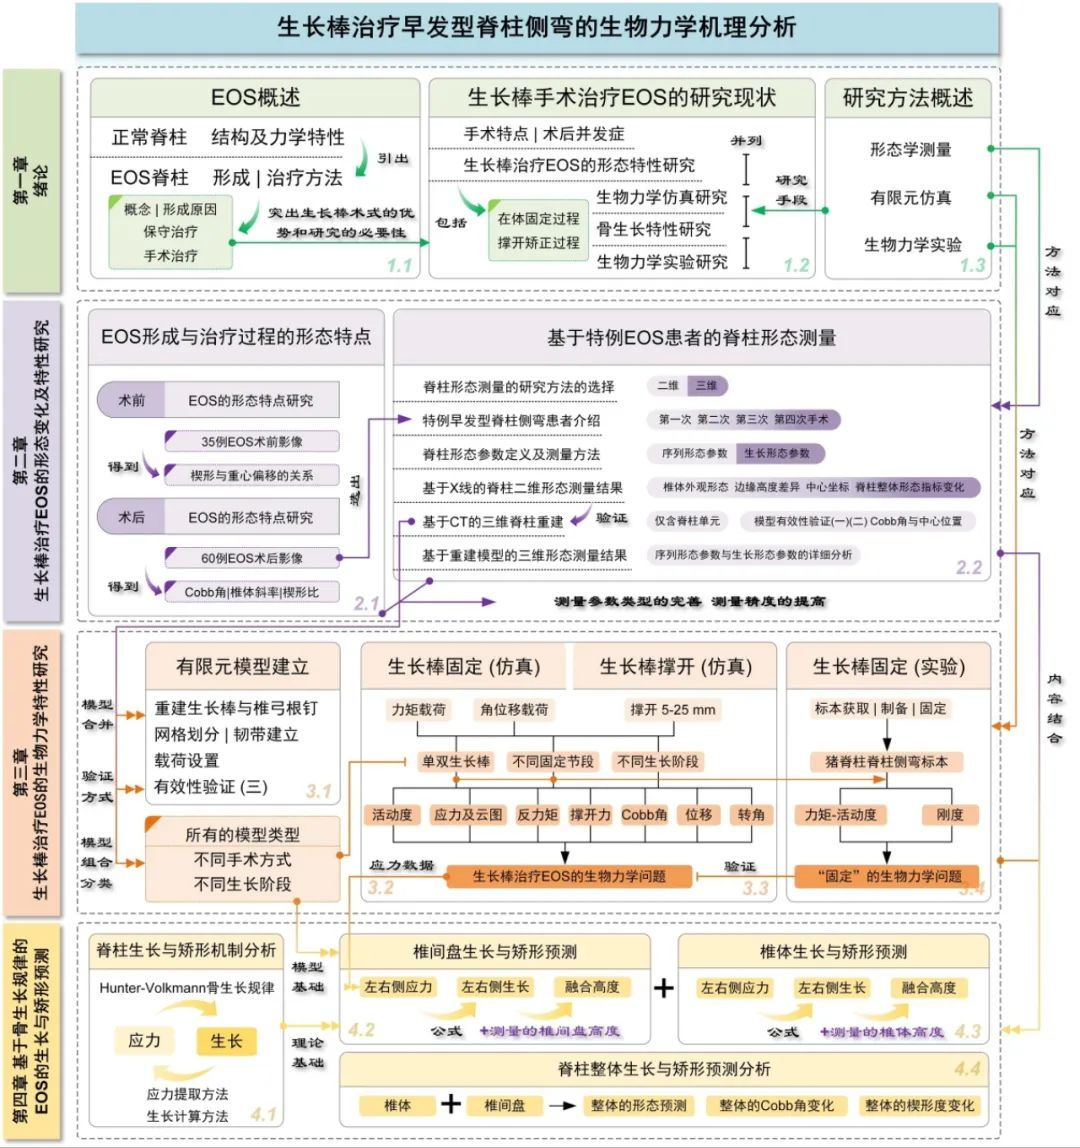 生长棒治疗早发型脊柱侧弯的生物力学机理分析
第一章
绪论
EOS概述
正常脊柱 结构及力学特性
引出
EOS脊柱 形成 | 治疗方法
概念 | 形成原因
保守治疗
手术治疗
突出生长棒术式的优
势和研究的必要性
1.1
生长棒手术治疗EOS的研究现状
手术特点 | 术后并发症
并列
生长棒治疗EOS的形态特性研究
包括
在体固定过程
撑开矫正过程
生物力学仿真研究
骨生长特性研究
生物力学实验研究
研究
手段
1.2
研究方法概述
形态学测量
有限元仿真
生物力学实验
1.3
方法对应
第二章
生长棒治疗EOS的形态变化及特性研究
EOS形成与治疗过程的形态特点
术前 EOS的形态特点研究
35例EOS术前影像
得到
楔形与重心偏移的关系
术后 EOS的形态特点研究
60例EOS术后影像
得到
Cobb角|椎体斜率|楔形比
2.1
基于特例EOS患者的脊柱形态测量
脊柱形态测量的研究方法的选择 二维 三维
特例早发型脊柱侧弯患者介绍 第一次 第二次 第三次 第四次手术
脊柱形态参数定义及测量方法 序列形态参数 生长形态参数
基于X线的脊柱二维形态测量结果 椎体外观形态 边缘高度差异 中心坐标 脊柱整体形态指标变化
基于CT的三维脊柱重建 验证 仅含脊柱单元 模型有效性验证(一)(二) Cobb角与中心位置
基于重建模型的三维形态测量结果 序列形态参数与生长形态参数的详细分析
2.2
测量参数类型的完善 测量精度的提高
方法对应
内容结合
第三章
生长棒治疗EOS的生物力学特性研究
模型
合并
验证
方式
模型
组合
分类
有限元模型建立
重建生长棒与椎弓根钉
网格划分 | 韧带建立
载荷设置
有效性验证 (三)
3.1
所有的模型类型
不同手术方式
不同生长阶段
生长棒固定 (仿真) 生长棒撑开 (仿真)
力矩载荷 角位移载荷 撑开 5-25 mm
单双生长棒 不同固定节段 不同生长阶段
活动度 应力及云图 反力矩 撑开力 Cobb角 位移 转角
应力数据
生长棒治疗EOS的生物力学问题
验证
3.2
3.3
生长棒固定 (实验)
标本获取 | 制备 | 固定
猪脊柱脊柱侧弯标本
力矩-活动度 刚度
“固定”的生物力学问题
3.4
第四章 基于骨生长规律的
EOS的生长与矫形预测
脊柱生长与矫形机制分析
Hunter-Volkmann骨生长规律
应力 生长
应力提取方法
生长计算方法
4.1
模型
基础
理论
基础
椎间盘生长与矫形预测
左右侧应力 左右侧生长 融合高度
公式 +测量的椎间盘高度
4.2
+
椎体生长与矫形预测
左右侧应力 左右侧生长 融合高度
公式 +测量的椎体高度
4.3
脊柱整体生长与矫形预测分析
4.4
椎体 + 椎间盘 整体的形态预测 整体的Cobb角变化 整体的楔形度变化